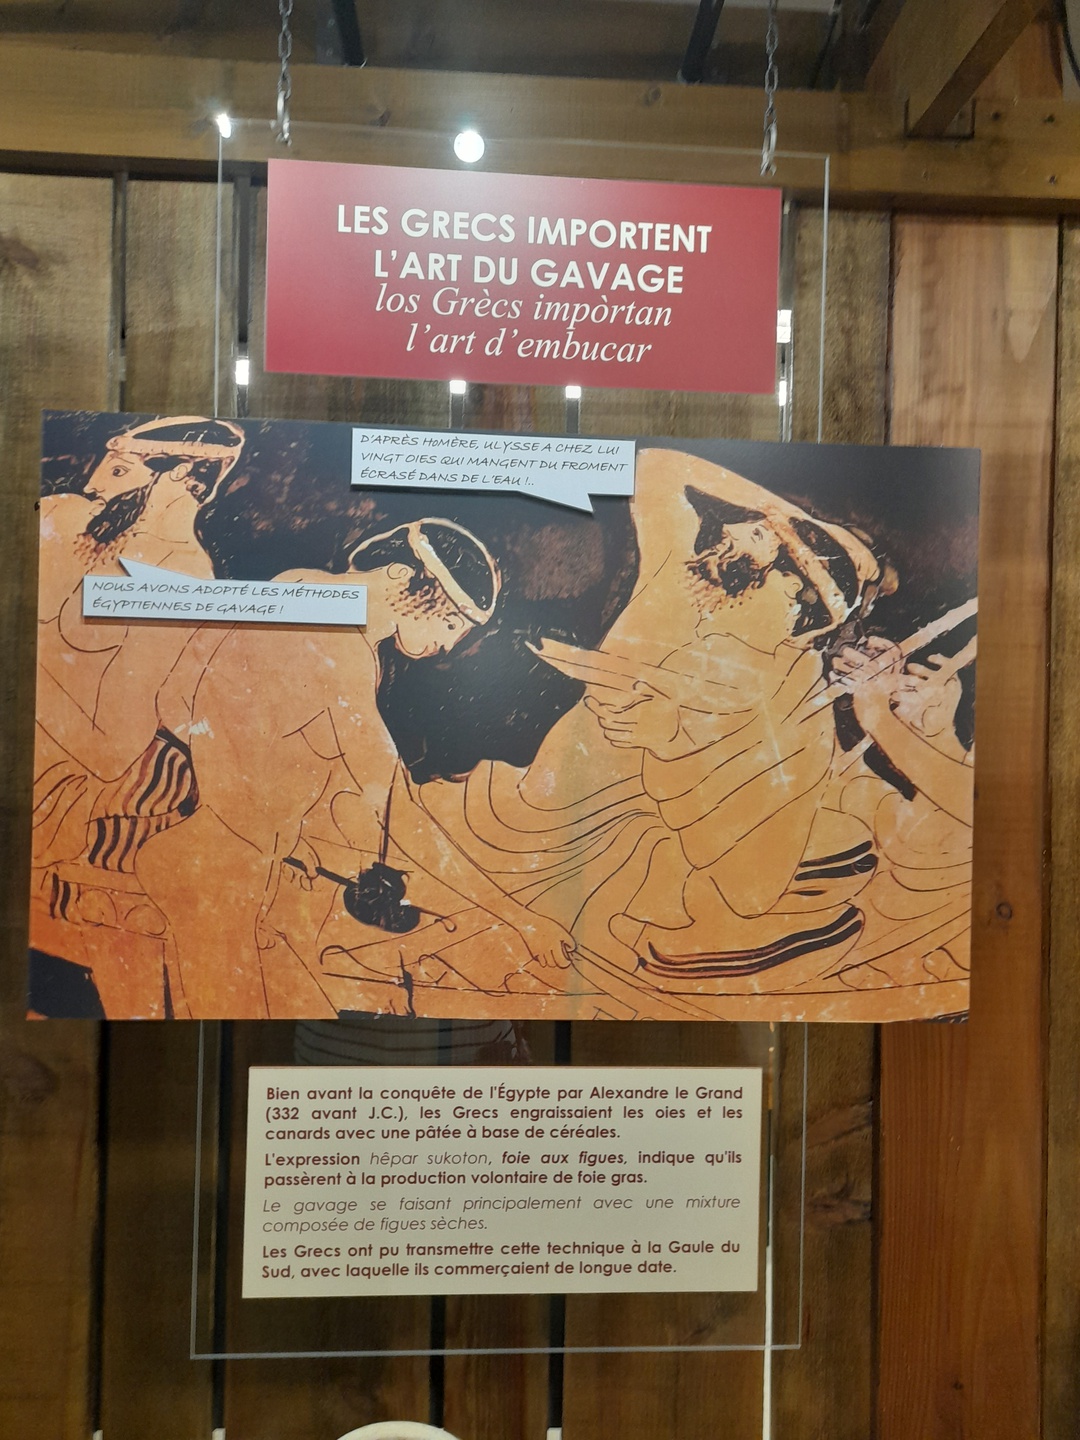 LES GRECS IMPORTENT
L'ART DU GAVAGE
los Grècs impòrtan
l'art d'embucar
D'APRÈS HOMÈRE, ULYSSE A CHEZ LUI
VINGT OIES QUI MANGENT DU FROMENT
ÉCRASÉ DANS DE L'EAU !..
NOUS AVONS ADOPTÉ LES MÉTHODES
ÉGYPTIENNES DE GAVAGE !
Bien avant la conquête de l'Égypte par Alexandre le Grand
(332 avant J.C.), les Grecs engraissaient les oies et les
canards avec une pâtée à base de céréales.
L'expression hêpar sukoton, foie aux figues, indique qu'ils
passèrent à la production volontaire de foie gras.
Le gavage se faisant principalement avec une mixture
composée de figues sèches.
Les Grecs ont pu transmettre cette technique à la Gaule du
Sud, avec laquelle ils commerçaient de longue date.